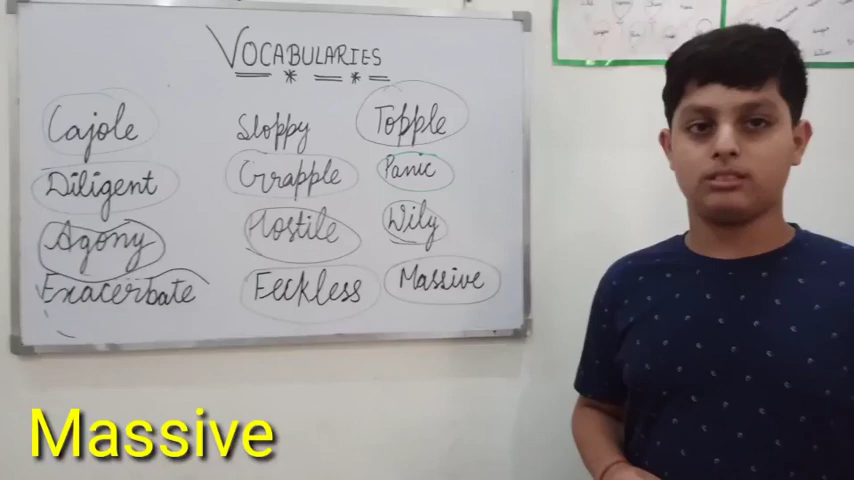 VOCABULARIES
Cajole Sloppy Topple
Diligent Grapple Panic
Agony Hostile Wily
Exacerbate Feckless Massive
Massive